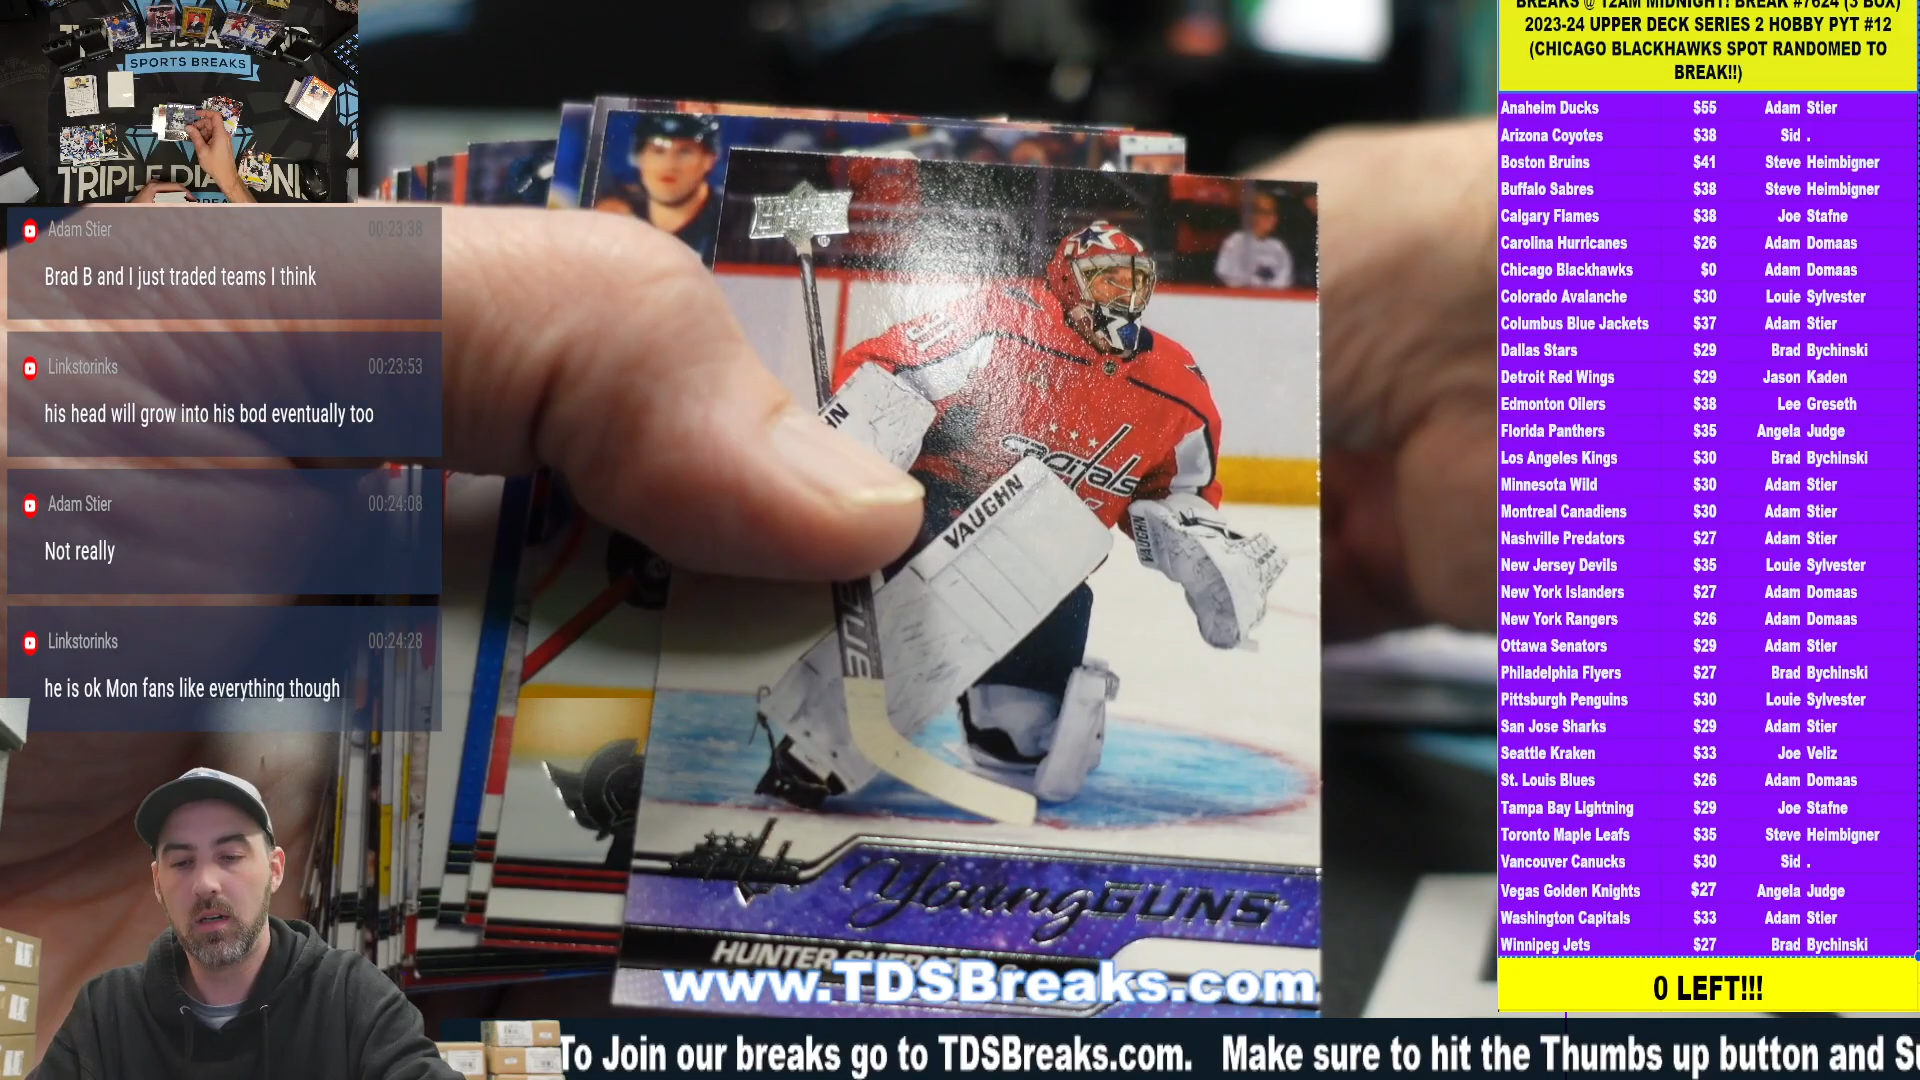 SPORTS BREAKS
TRIPLE DIAMOND
Adam Stier 00:23:38
Brad B and I just traded teams I think
Linkstorinks 00:23:53
his head will grow into his bod eventually too
Adam Stier 00:24:08
Not really
Linkstorinks 00:24:28
he is ok Mon fans like everything though
VAUGHN
VAUGHN
Capitals
Young GUNS
HUNTER
www.TDSBreaks.com
BREAKS @ 12AM MIDNIGHT! BREAK #7624 (3 BOX)
2023-24 UPPER DECK SERIES 2 HOBBY PYT #12
(CHICAGO BLACKHAWKS SPOT RANDOMED TO
BREAK!!)
Anaheim Ducks $55 Adam Stier
Arizona Coyotes $38 Sid .
Boston Bruins $41 Steve Heimbigner
Buffalo Sabres $38 Steve Heimbigner
Calgary Flames $38 Joe Stafne
Carolina Hurricanes $26 Adam Domaas
Chicago Blackhawks $0 Adam Domaas
Colorado Avalanche $30 Louie Sylvester
Columbus Blue Jackets $37 Adam Stier
Dallas Stars $29 Brad Bychinski
Detroit Red Wings $29 Jason Kaden
Edmonton Oilers $38 Lee Greseth
Florida Panthers $35 Angela Judge
Los Angeles Kings $30 Brad Bychinski
Minnesota Wild $30 Adam Stier
Montreal Canadiens $30 Adam Stier
Nashville Predators $27 Adam Stier
New Jersey Devils $35 Louie Sylvester
New York Islanders $27 Adam Domaas
New York Rangers $26 Adam Domaas
Ottawa Senators $29 Adam Stier
Philadelphia Flyers $27 Brad Bychinski
Pittsburgh Penguins $30 Louie Sylvester
San Jose Sharks $29 Adam Stier
Seattle Kraken $33 Joe Veliz
St. Louis Blues $26 Adam Domaas
Tampa Bay Lightning $29 Joe Stafne
Toronto Maple Leafs $35 Steve Heimbigner
Vancouver Canucks $30 Sid .
Vegas Golden Knights $27 Angela Judge
Washington Capitals $33 Adam Stier
Winnipeg Jets $27 Brad Bychinski
0 LEFT!!!
To Join our breaks go to TDSBreaks.com. Make sure to hit the Thumbs up button and